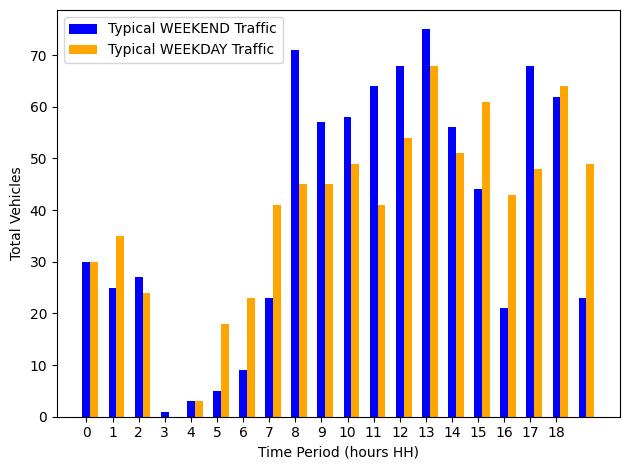 Typical WEEKEND Traffic
Typical WEEKDAY Traffic
70
60
50
40
30
20
10
0
Total Vehicles
0 1 2 3 4 5 6 7 8 9 10 11 12 13 14 15 16 17 18
Time Period (hours HH)